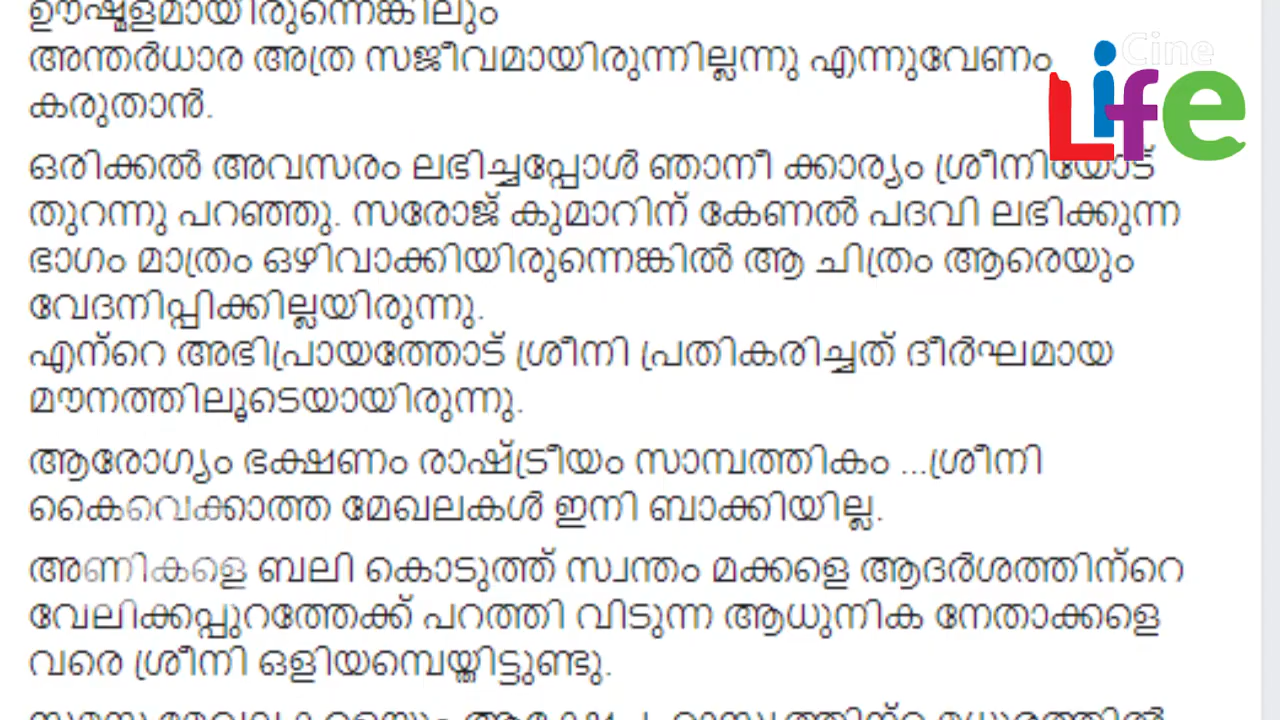 ഊഷ്മളമായിരുന്നെങ്കിലും
അന്തർധാര അത്ര സജീവമായിരുന്നില്ലന്നു എന്നുവേണം
കരുതാൻ.
Cine
Life
ഒരിക്കൽ അവസരം ലഭിച്ചപ്പോൾ ഞാനീ ക്കാര്യം ശ്രീനിയോട്
തുറന്നു പറഞ്ഞു. സരോജ് കുമാറിന് കേണൽ പദവി ലഭിക്കുന്ന
ഭാഗം മാത്രം ഒഴിവാക്കിയിരുന്നെങ്കിൽ ആ ചിത്രം ആരെയും
വേദനിപ്പിക്കില്ലയിരുന്നു.
എന്റെ അഭിപ്രായത്തോട് ശ്രീനി പ്രതികരിച്ചത് ദീർഘമായ
മൗനത്തിലൂടെയായിരുന്നു.
ആരോഗ്യം ഭക്ഷണം രാഷ്ട്രീയം സാമ്പത്തികം ...ശ്രീനി
കൈവെക്കാത്ത മേഖലകൾ ഇനി ബാക്കിയില്ല.
അണികളെ ബലി കൊടുത്ത് സ്വന്തം മക്കളെ ആദർശത്തിന്റെ
വേലിക്കപ്പുറത്തേക്ക് പറത്തി വിടുന്ന ആധുനിക നേതാക്കളെ
വരെ ശ്രീനി ഒളിയമ്പെയ്തിട്ടുണ്ടു.